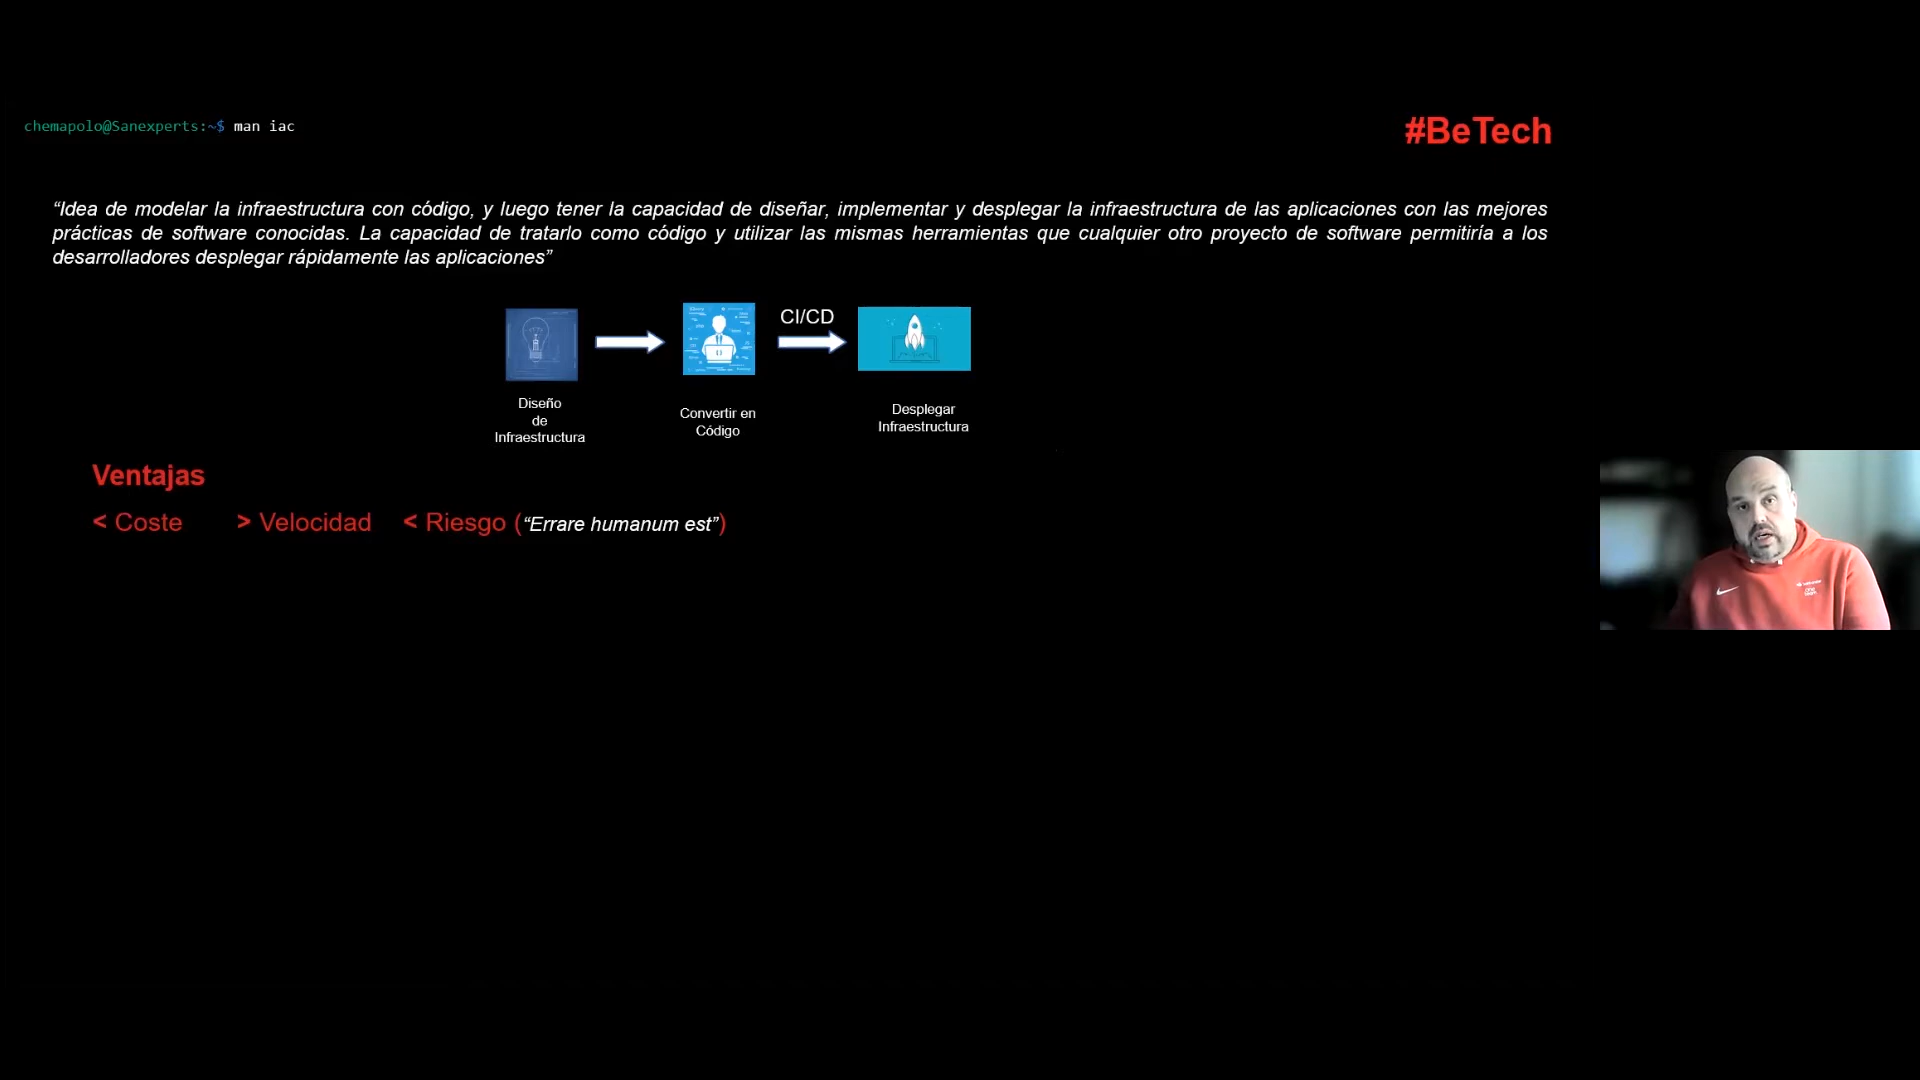 chemapolo@Sanexperts:~$ man iac
#BeTech
“Idea de modelar la infraestructura con código, y luego tener la capacidad de diseñar, implementar y desplegar la infraestructura de las aplicaciones con las mejores
prácticas de software conocidas. La capacidad de tratarlo como código y utilizar las mismas herramientas que cualquier otro proyecto de software permitiría a los
desarrolladores desplegar rápidamente las aplicaciones”
CI/CD
Diseño
de
Infraestructura
Convertir en
Código
Desplegar
Infraestructura
Ventajas
< Coste > Velocidad < Riesgo (“Errare humanum est”)